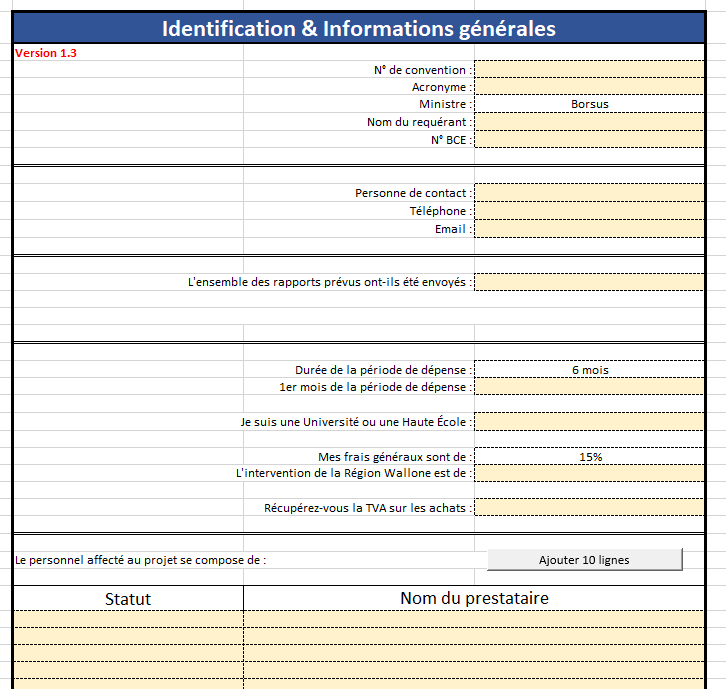 Identification & Informations générales
Version 1.3
N° de convention :
Acronyme :
Ministre : Borsus
Nom du requérant :
N° BCE :
Personne de contact :
Téléphone :
Email :
L'ensemble des rapports prévus ont-ils été envoyés :
Durée de la période de dépense : 6 mois
1er mois de la période de dépense :
Je suis une Université ou une Haute École :
Mes frais généraux sont de : 15%
L'intervention de la Région Wallone est de :
Récupérez-vous la TVA sur les achats :
Le personnel affecté au projet se compose de : Ajouter 10 lignes
Statut Nom du prestataire